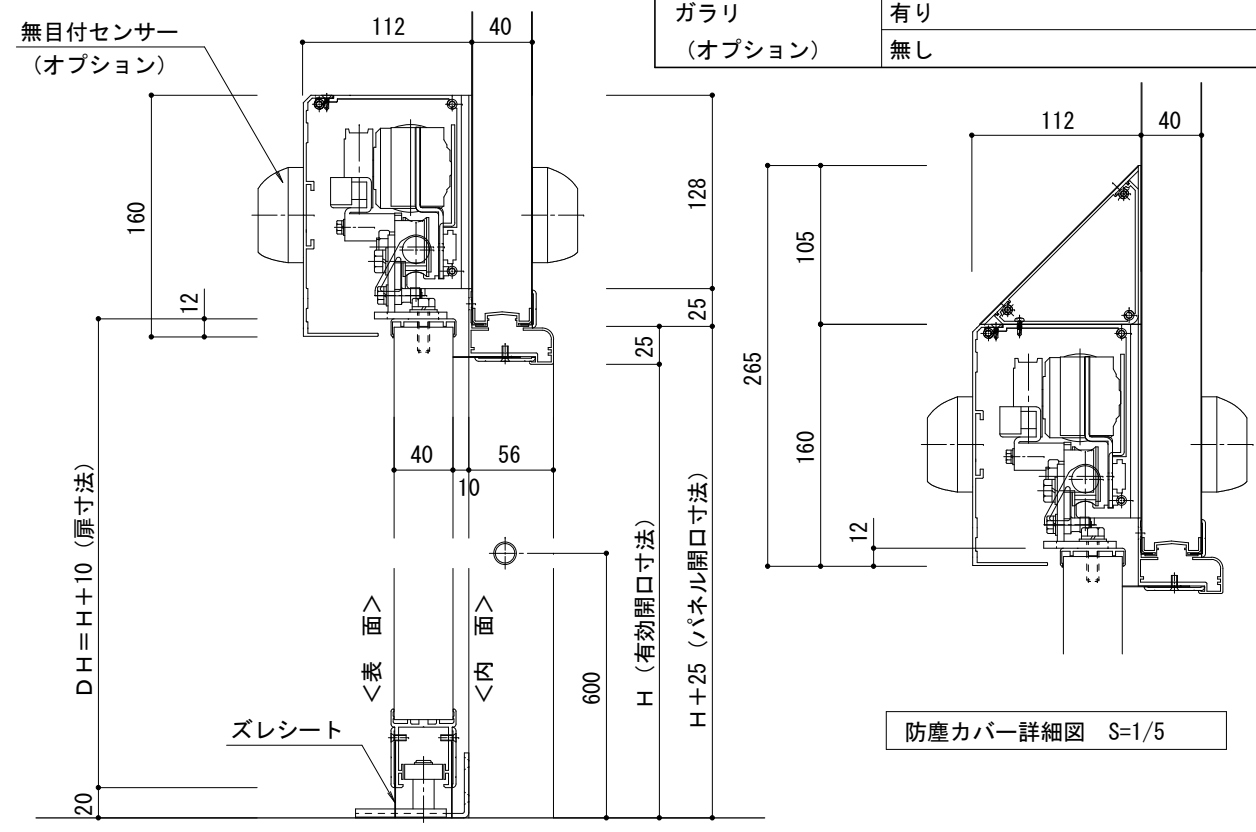 ガラリ
(オプション)
有り
無し
無目付センサー
(オプション)
112
40
160
12
128
25
25
40
10
56
DH=H+10(扉寸法)
<表 面>
<内 面>
600
H(有効開口寸法)
H+25(パネル開口寸法)
ズレシート
20
112
40
105
265
160
12
防塵カバー詳細図 S=1/5